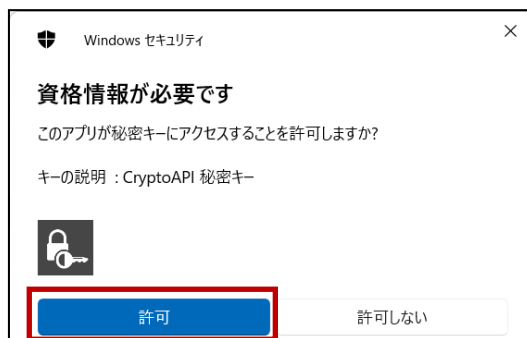 Windows セキュリティ
資格情報が必要です
このアプリが秘密キーにアクセスすることを許可しますか?
キーの説明 : CryptoAPI 秘密キー
許可
許可しない